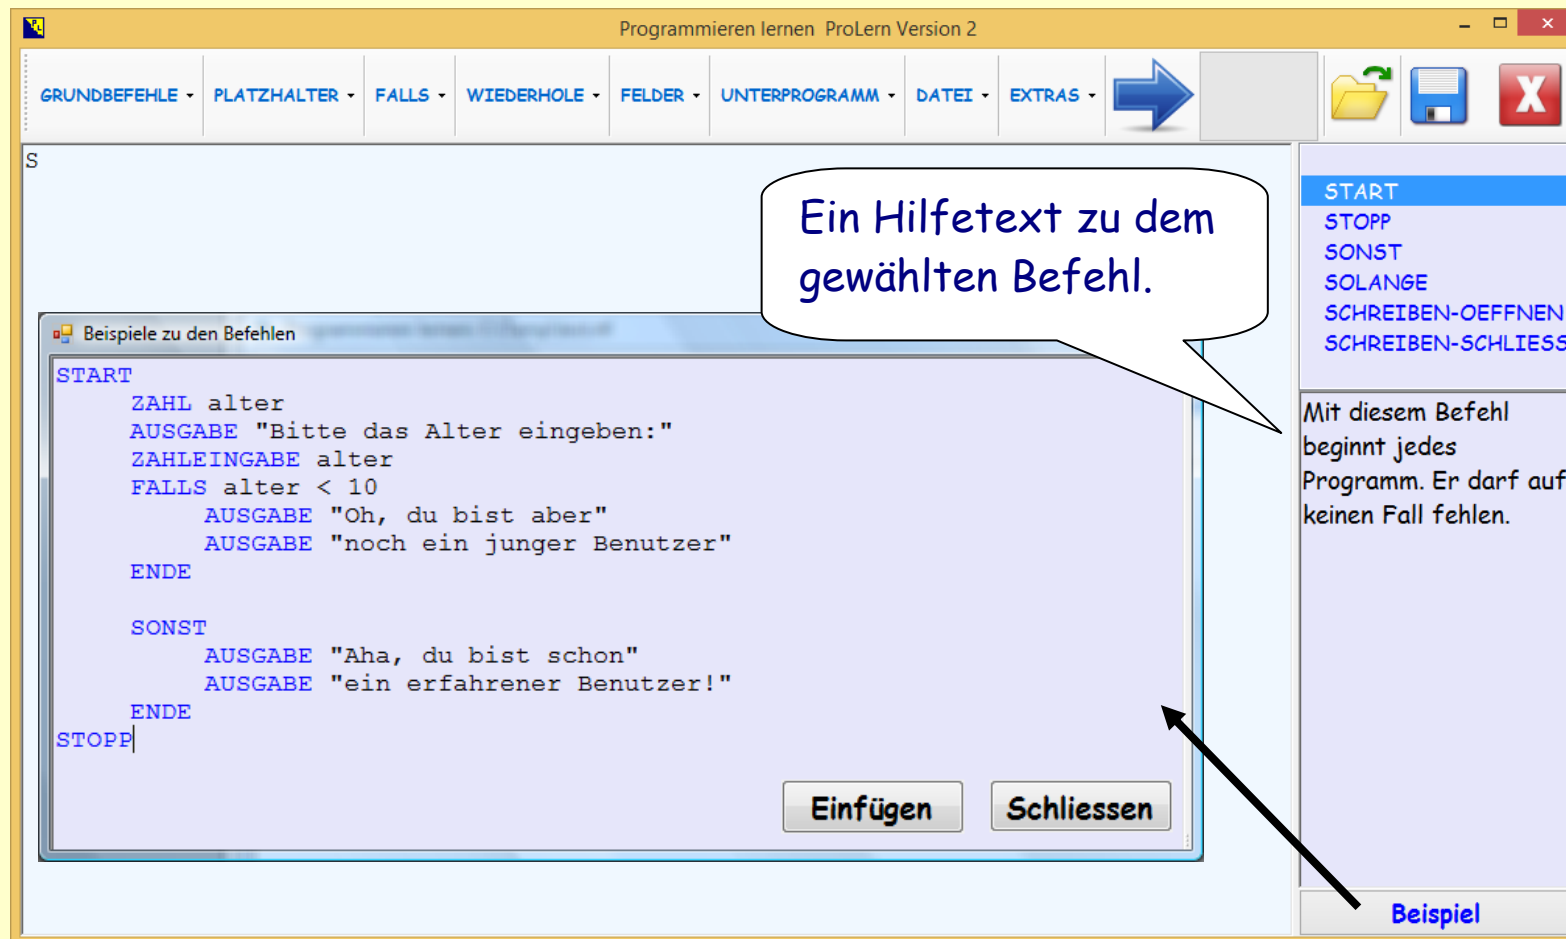 Programmieren lernen ProLern Version 2
GRUNDBEFEHLE PLATZHALTER FALLS WIEDERHOLE FELDER UNTERPROGRAMM DATEI EXTRAS
S
Ein Hilfetext zu dem
gewählten Befehl.
START
STOPP
SONST
SOLANGE
SCHREIBEN-OEFFNEN
SCHREIBEN-SCHLIESS
Beispiele zu den Befehlen
START
ZAHL alter
AUSGABE "Bitte das Alter eingeben:"
ZAHLEINGABE alter
FALLS alter < 10
AUSGABE "Oh, du bist aber"
AUSGABE "noch ein junger Benutzer"
ENDE
SONST
AUSGABE "Aha, du bist schon"
AUSGABE "ein erfahrener Benutzer!"
ENDE
STOPP
Einfügen Schliessen
Mit diesem Befehl
beginnt jedes
Programm. Er darf auf
keinen Fall fehlen.
Beispiel